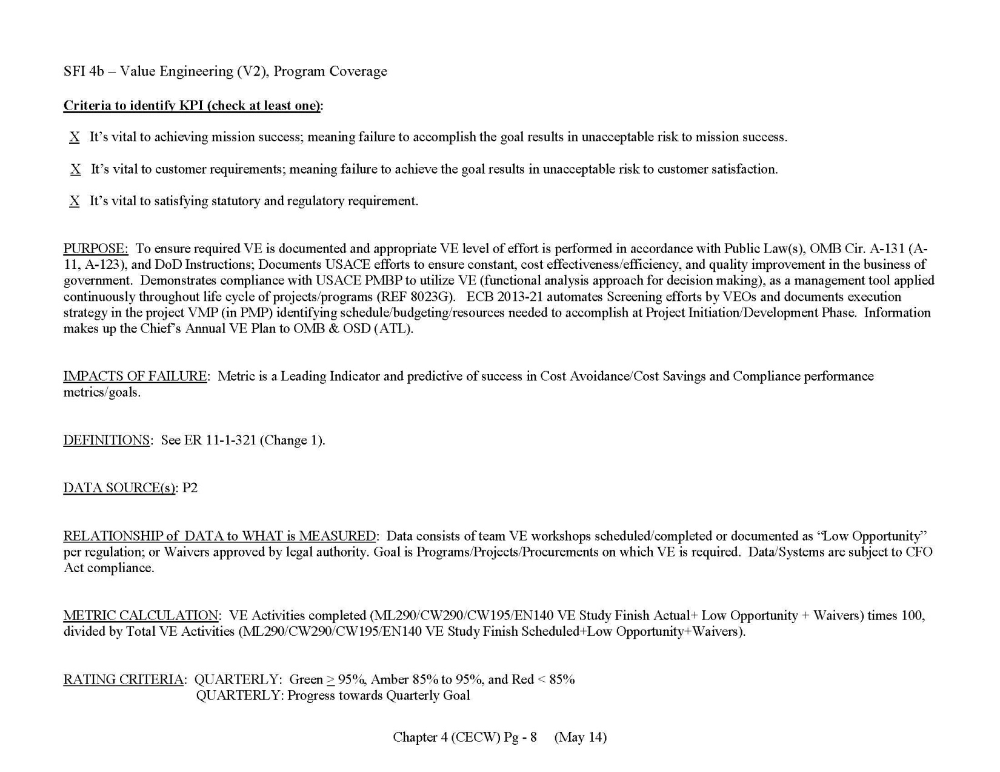 SFI 4b – Value Engineering (V2), Program Coverage
Criteria to identify KPI (check at least one):
X It’s vital to achieving mission success; meaning failure to accomplish the goal results in unacceptable risk to mission success.
X It’s vital to customer requirements; meaning failure to achieve the goal results in unacceptable risk to customer satisfaction.
X It’s vital to satisfying statutory and regulatory requirement.
PURPOSE: To ensure required VE is documented and appropriate VE level of effort is performed in accordance with Public Law(s), OMB Cir. A-131 (A-
11, A-123), and DoD Instructions; Documents USACE efforts to ensure constant, cost effectiveness/efficiency, and quality improvement in the business of
government. Demonstrates compliance with USACE PMBP to utilize VE (functional analysis approach for decision making), as a management tool applied
continuously throughout life cycle of projects/programs (REF 8023G). ECB 2013-21 automates Screening efforts by VEOs and documents execution
strategy in the project VMP (in PMP) identifying schedule/budgeting/resources needed to accomplish at Project Initiation/Development Phase. Information
makes up the Chief’s Annual VE Plan to OMB & OSD (ATL).
IMPACTS OF FAILURE: Metric is a Leading Indicator and predictive of success in Cost Avoidance/Cost Savings and Compliance performance
metrics/goals.
DEFINITIONS: See ER 11-1-321 (Change 1).
DATA SOURCE(s): P2
RELATIONSHIP of DATA to WHAT is MEASURED: Data consists of team VE workshops scheduled/completed or documented as “Low Opportunity”
per regulation; or Waivers approved by legal authority. Goal is Programs/Projects/Procurements on which VE is required. Data/Systems are subject to CFO
Act compliance.
METRIC CALCULATION: VE Activities completed (ML290/CW290/CW195/EN140 VE Study Finish Actual+ Low Opportunity + Waivers) times 100,
divided by Total VE Activities (ML290/CW290/CW195/EN140 VE Study Finish Scheduled+Low Opportunity+Waivers).
RATING CRITERIA: QUARTERLY: Green ≥ 95%, Amber 85% to 95%, and Red < 85%
QUARTERLY: Progress towards Quarterly Goal
Chapter 4 (CECW) Pg - 8 (May 14)